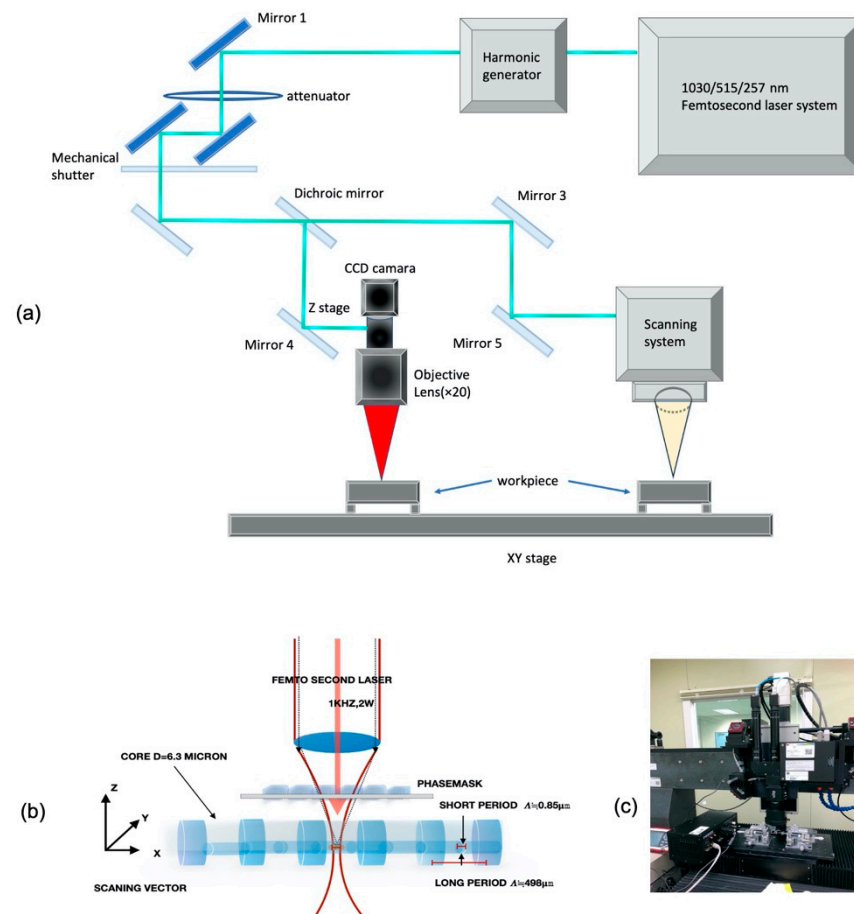 Mirror 1
Harmonic
generator
1030/515/257 nm
Femtosecond laser system
attenuator
Mechanical
shutter
Dichroic mirror
Mirror 3
CCD camara
Z stage
(a)
Mirror 4
Mirror 5
Scanning
system
Objective
Lens(×20)
workpiece
XY stage
FEMTO SECOND LASER
1KHZ,2W
CORE D=6.3 MICRON
PHASEMASK
SHORT PERIOD Λ≒0.85μm
(b)
Z
Y
X
(c)
SCANING VECTOR
LONG PERIOD Λ≒498μm